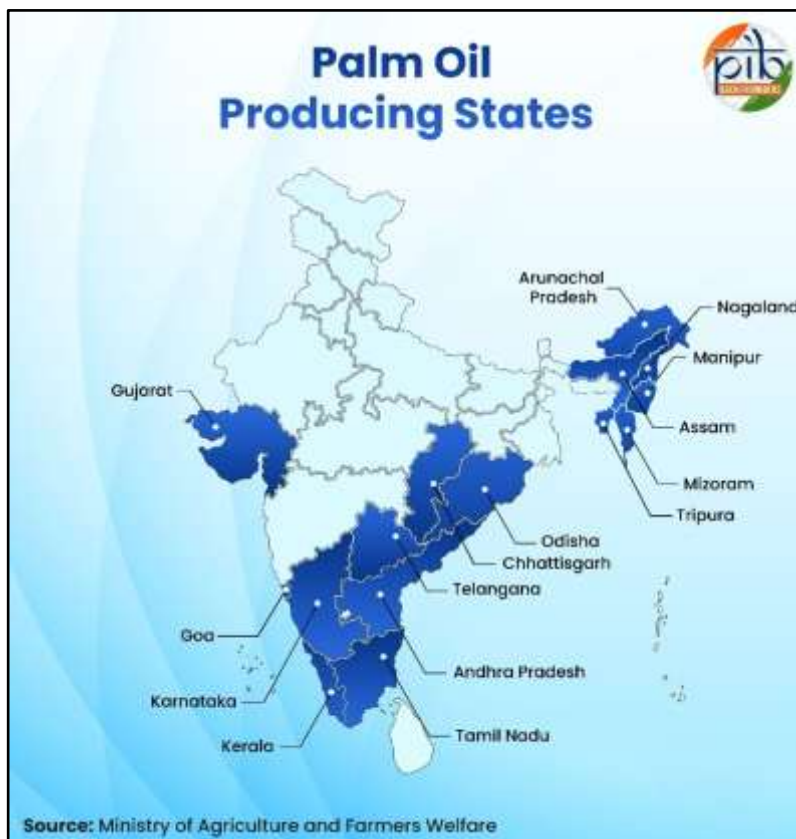 Palm Oil
Producing States
pib
Arunachal
Pradesh
Nagaland
Manipur
Gujarat
Assam
Mizoram
Tripura
Odisha
Chhattisgarh
Telangana
Goa
Andhra Pradesh
Karnataka
Tamil Nadu
Kerala
Source: Ministry of Agriculture and Farmers Welfare